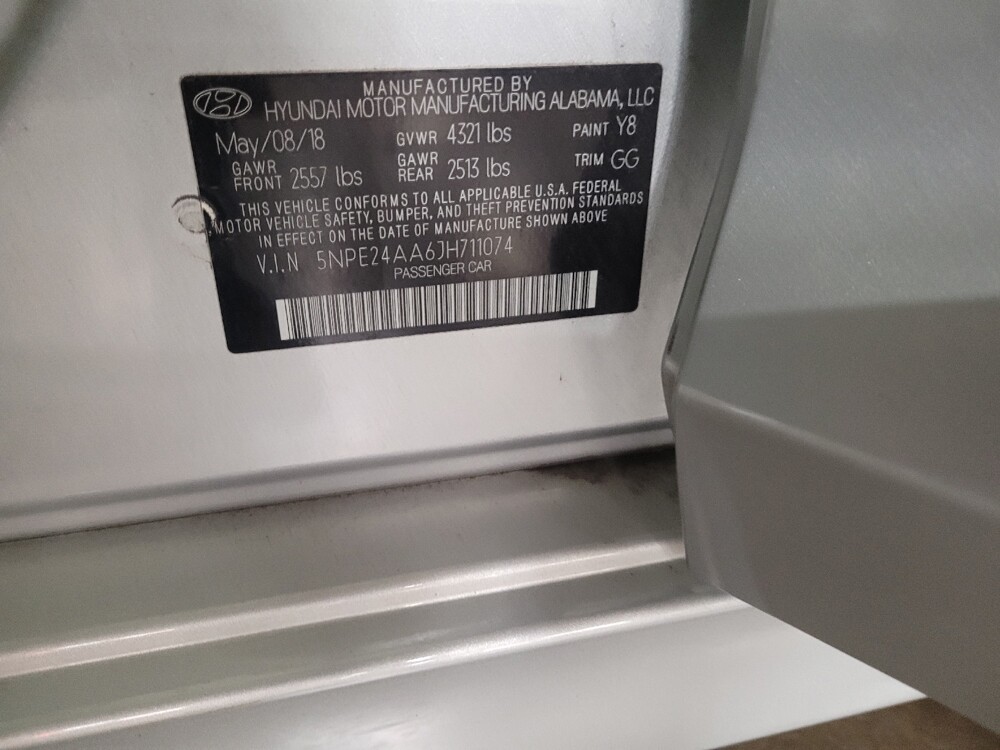 MANUFACTURED BY
HYUNDAI MOTOR MANUFACTURING ALABAMA, LLC
May/08/18 GVWR 4321 lbs PAINT Y8
GAWR FRONT 2557 lbs GAWR REAR 2513 lbs TRIM GG
THIS VEHICLE CONFORMS TO ALL APPLICABLE U.S.A. FEDERAL
MOTOR VEHICLE SAFETY, BUMPER, AND THEFT PREVENTION STANDARDS
IN EFFECT ON THE DATE OF MANUFACTURE SHOWN ABOVE
V.I.N 5NPE24AA6JH711074
PASSENGER CAR